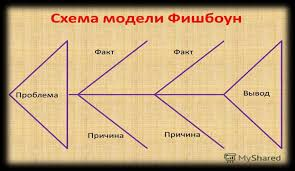 Схема модели Фишбоун
Факт Факт
Проблема Вывод
Причина Причина
MyShared